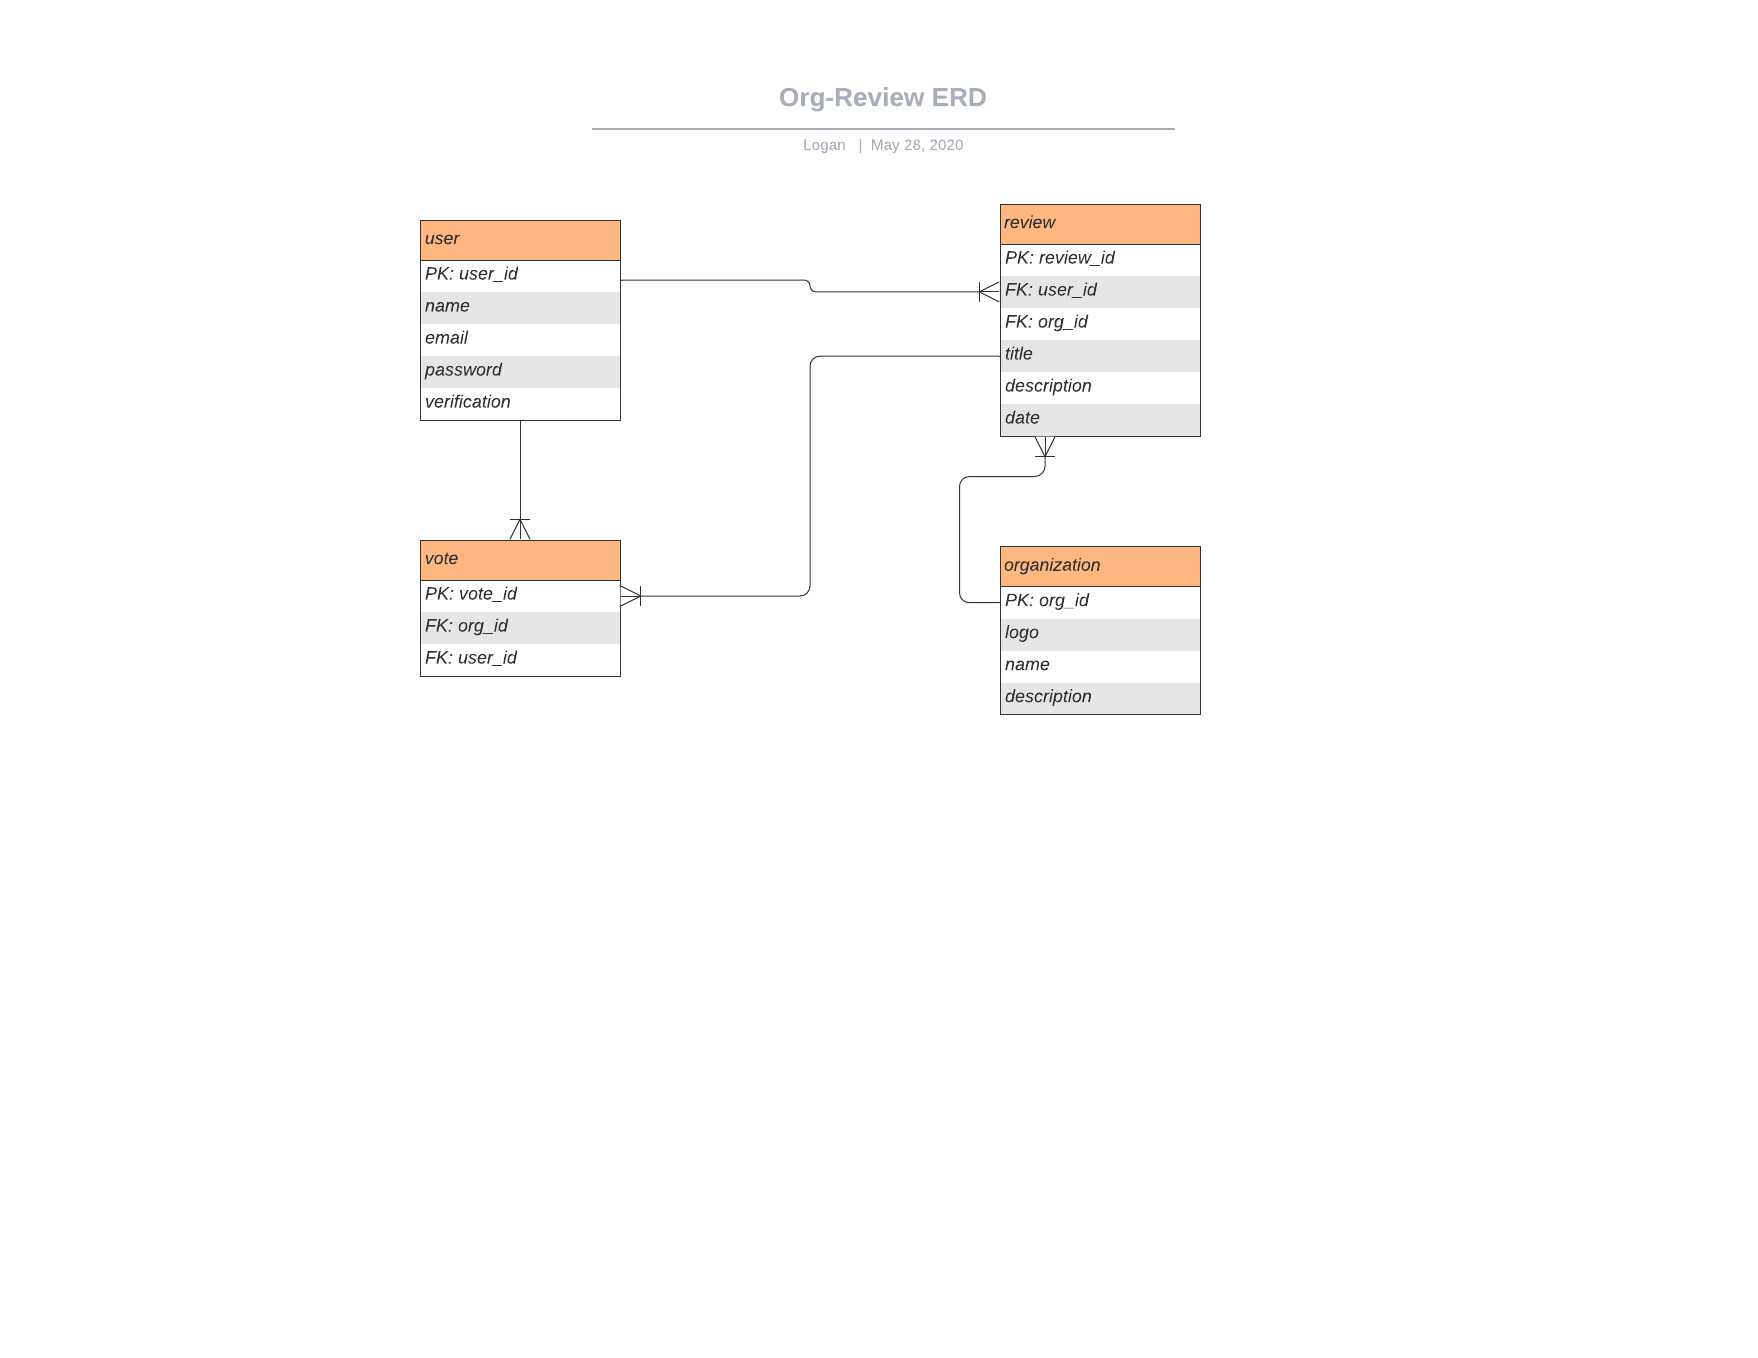 Org-Review ERD
Logan | May 28, 2020
user
PK: user_id
name
email
password
verification
review
PK: review_id
FK: user_id
FK: org_id
title
description
date
vote
PK: vote_id
FK: org_id
FK: user_id
organization
PK: org_id
logo
name
description